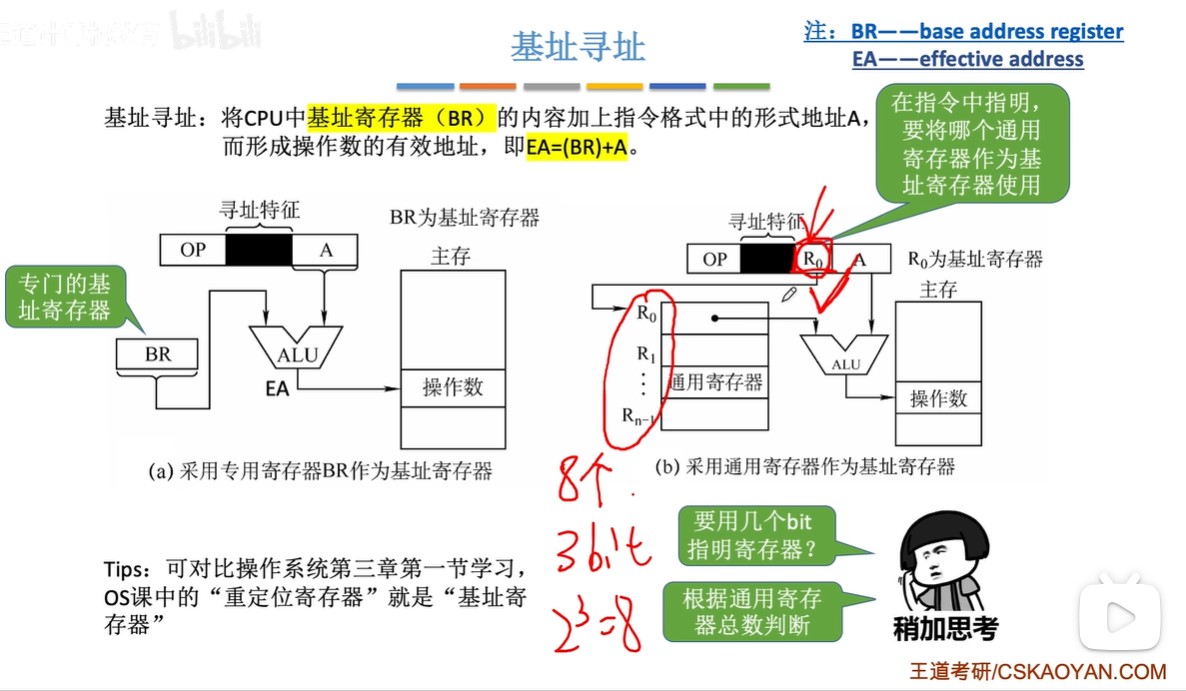 bilibili
基址寻址
注：BR——base address register
EA——effective address
基址寻址：将CPU中基址寄存器（BR）的内容加上指令格式中的形式地址A，
而形成操作数的有效地址，即EA=(BR)+A。
在指令中指明，
要将哪个通用
寄存器作为基
址寄存器使用
寻址特征
OP
A
BR为基址寄存器
主存
专门的基
址寄存器
BR
ALU
EA
操作数
(a) 采用专用寄存器BR作为基址寄存器
寻址特征
OP
R₀
A
R₀为基址寄存器
主存
R₀
R₁
⋮
通用寄存器
Rₙ₋₁
ALU
操作数
(b) 采用通用寄存器作为基址寄存器
8个.
3bit
2³=8
要用几个bit
指明寄存器？
根据通用寄存
器总数判断
稍加思考
Tips：可对比操作系统第三章第一节学习，
OS课中的“重定位寄存器”就是“基址寄
存器”
王道考研/CSKAOYAN.COM